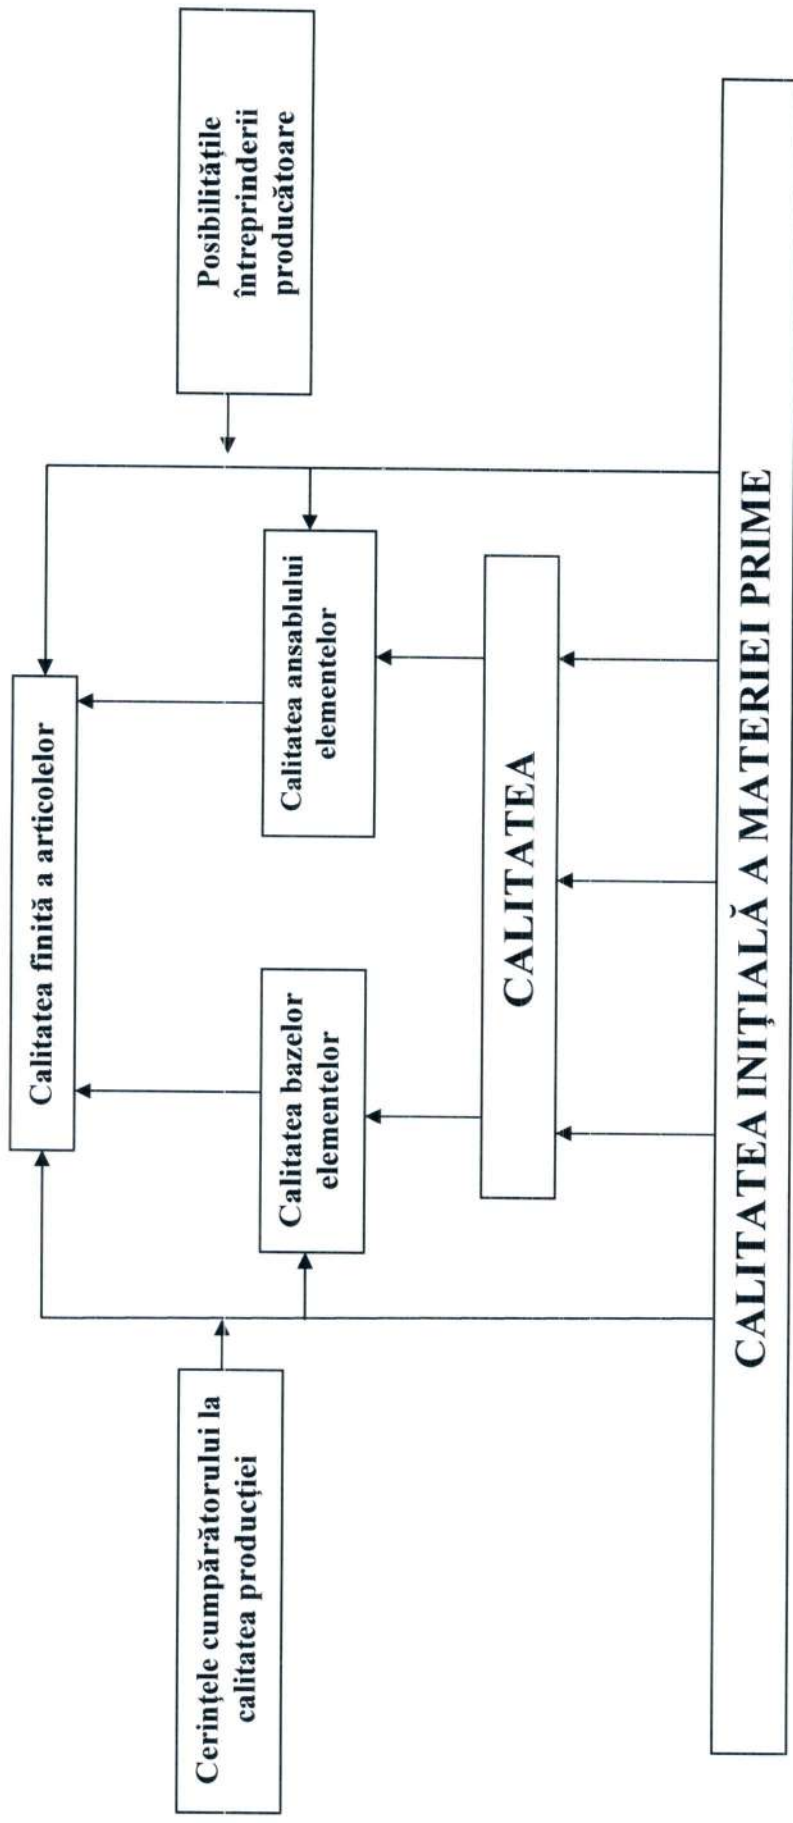 Calitatea finită a articolelor
Cerințele cumpărătorului la
calitatea producției
Posibilitățile
întreprinderii
producătoare
Calitatea bazelor
elementelor
Calitatea ansablului
elementelor
CALITATEA
CALITATEA INIȚIALĂ A MATERIEI PRIME